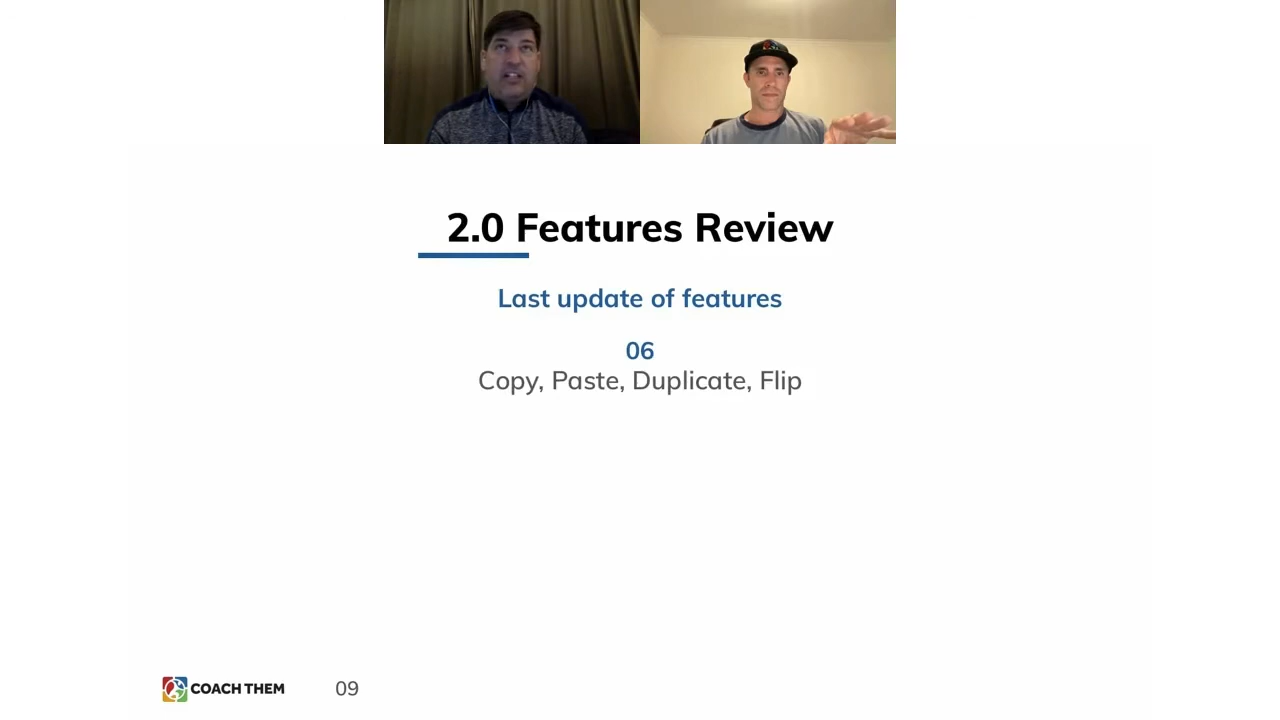 2.0 Features Review
Last update of features
06
Copy, Paste, Duplicate, Flip
COACH THEM
09